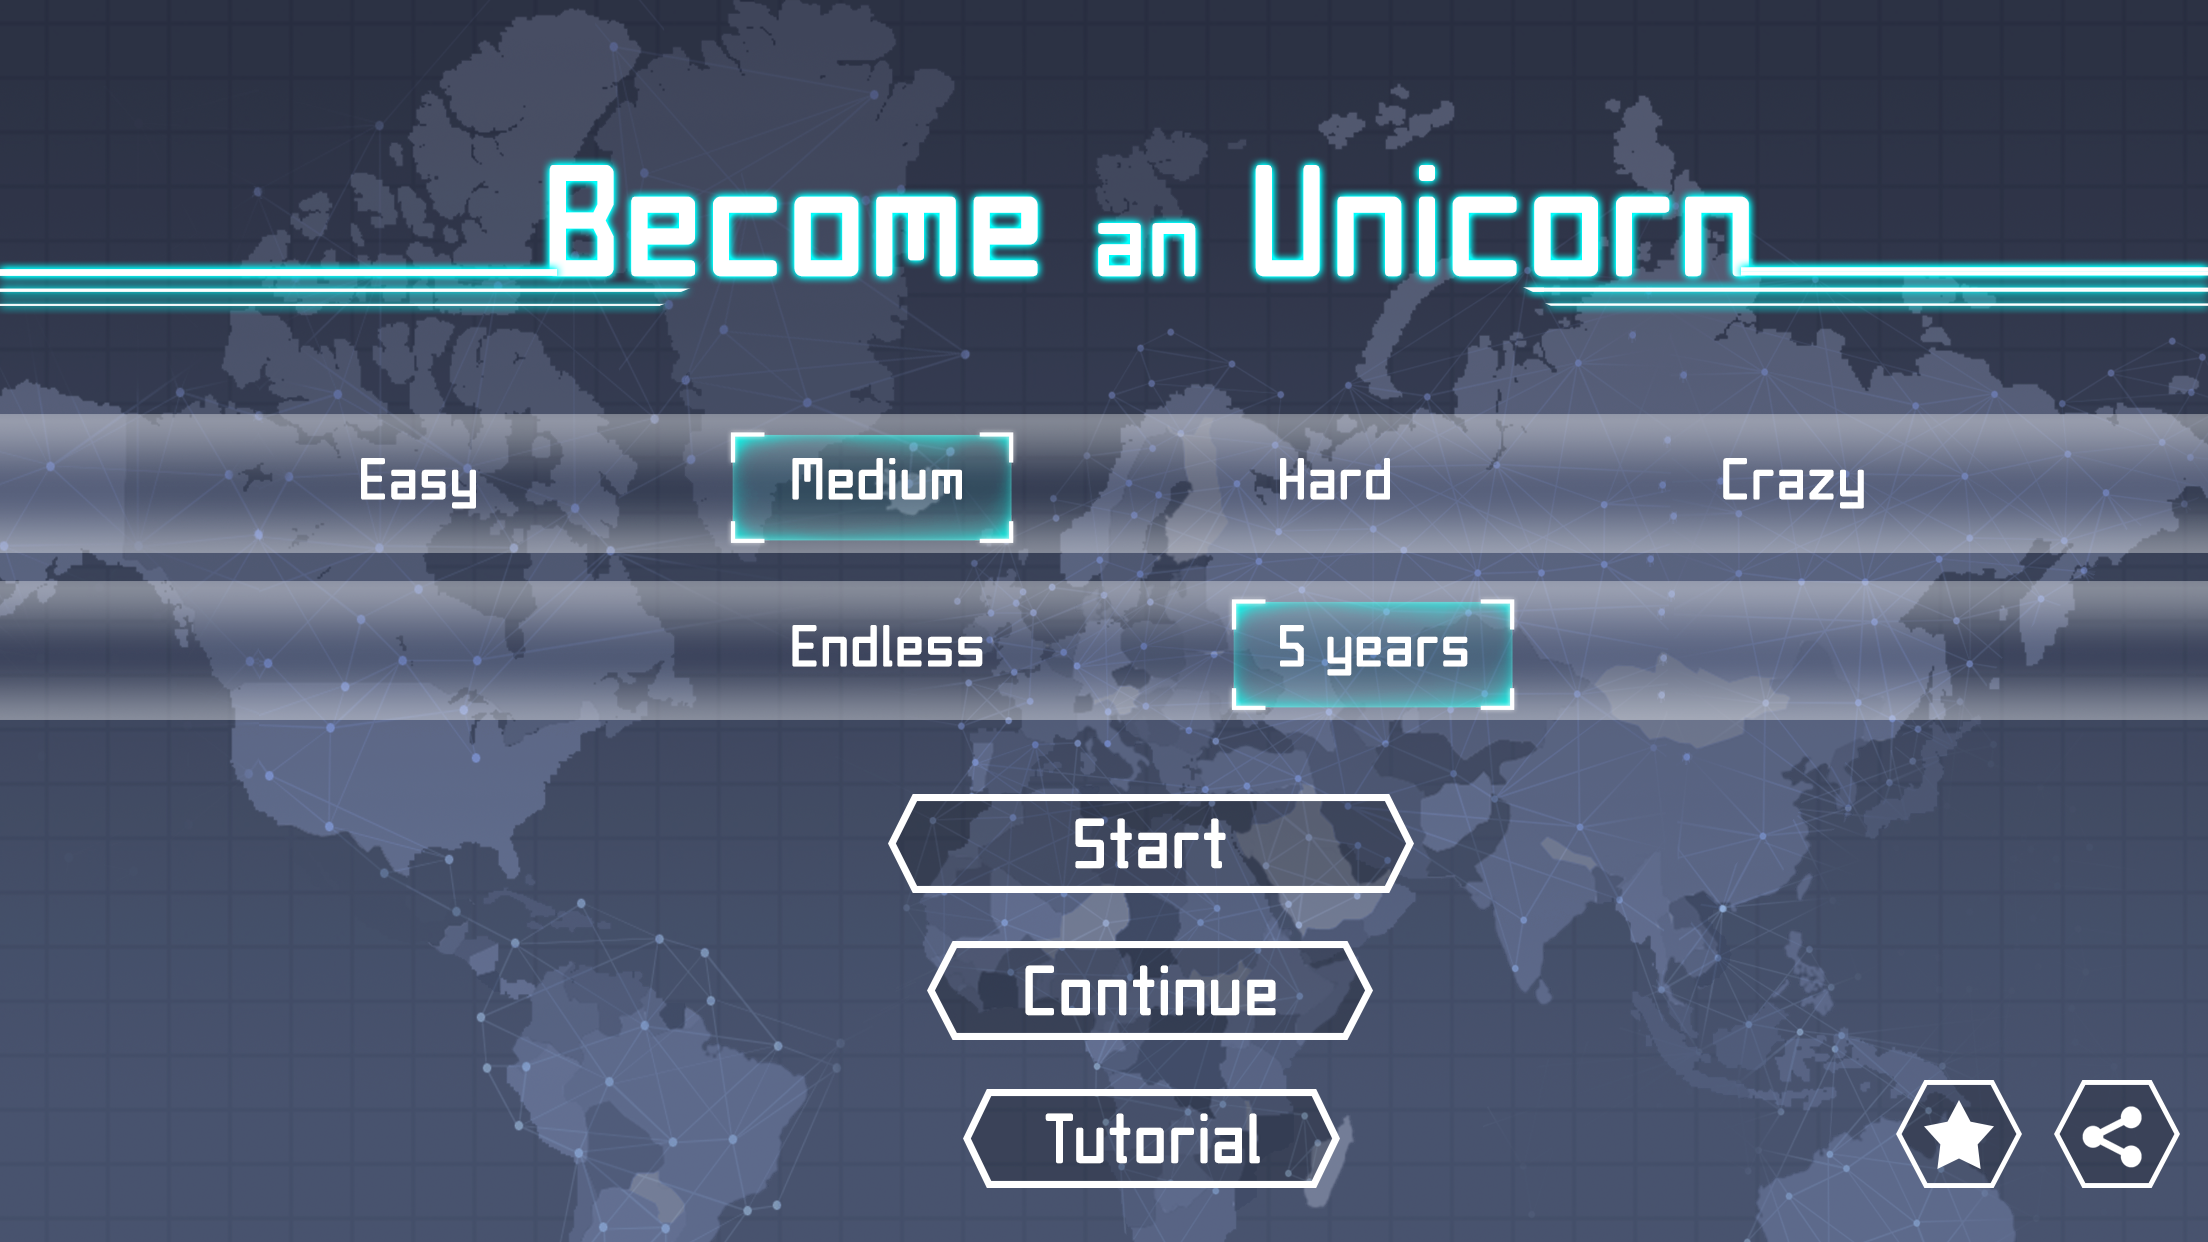 Become an Unicorn
Easy Medium Hard Crazy
Endless 5 years
Start
Continue
Tutorial